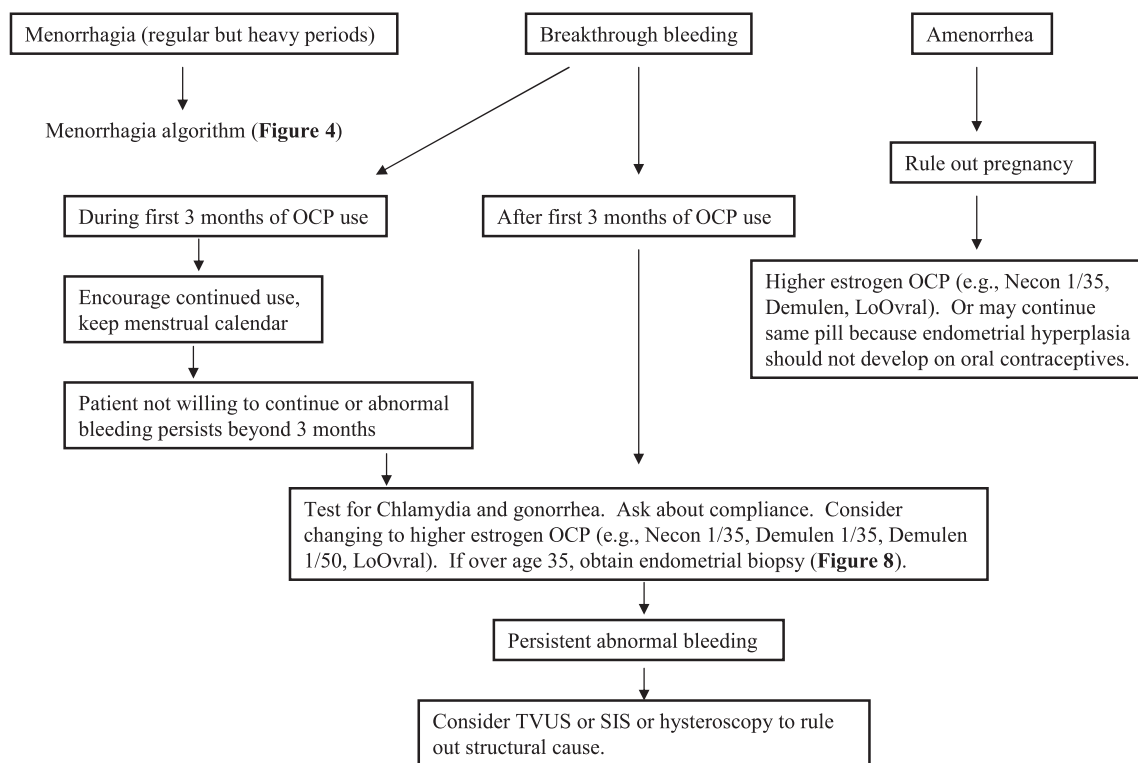 Menorrhagia (regular but heavy periods)
Breakthrough bleeding
Amenorrhea
Menorrhagia algorithm (Figure 4)
Rule out pregnancy
During first 3 months of OCP use
After first 3 months of OCP use
Higher estrogen OCP (e.g., Necon 1/35,
Demulen, LoOvral).  Or may continue
same pill because endometrial hyperplasia
should not develop on oral contraceptives.
Encourage continued use,
keep menstrual calendar
Patient not willing to continue or abnormal
bleeding persists beyond 3 months
Test for Chlamydia and gonorrhea.  Ask about compliance.  Consider
changing to higher estrogen OCP (e.g., Necon 1/35, Demulen 1/35, Demulen
1/50, LoOvral).  If over age 35, obtain endometrial biopsy (Figure 8).
Persistent abnormal bleeding
Consider TVUS or SIS or hysteroscopy to rule
out structural cause.